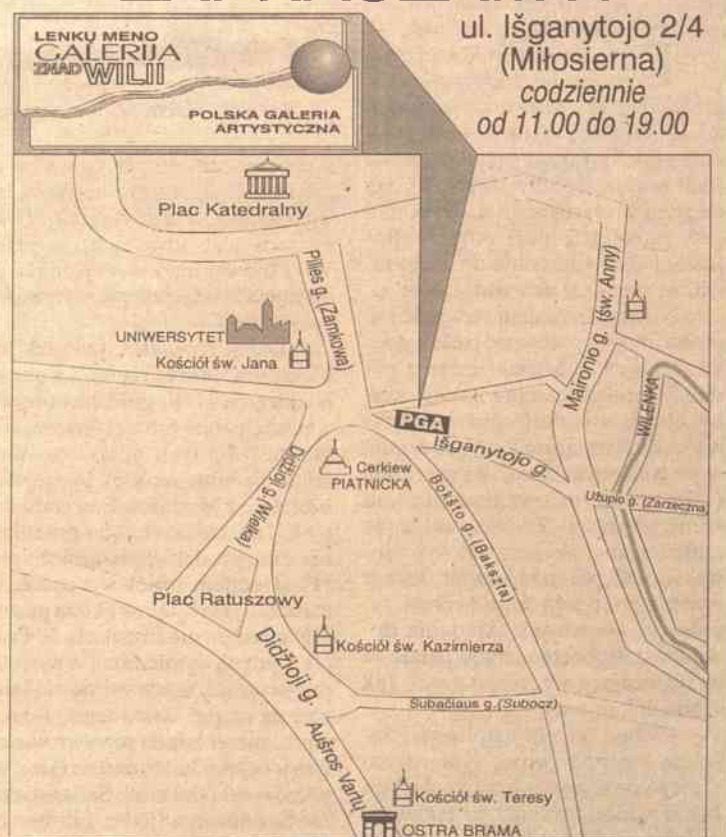 LENKŲ MENO
GALERIJA
ZNAD WILII
POLSKA GALERIA
ARTYSTYCZNA
ul. Išganytojo 2/4
(Miłosierna)
codziennie
od 11.00 do 19.00
Plac Katedralny
Pilies g. (Zamkowa)
Maironio g. (św. Anny)
UNIWERSYTET
Kościół św. Jana
WILENKA
PGA
Išganytojo g.
Didžioji g. (Wielka)
Cerkiew
PIATNICKA
Bokšto g. (Bakszta)
Užupio g. (Zarzeczna)
Plac Ratuszowy
Didžioji g.
Kościół św. Kazimierza
Subačiaus g. (Subocz)
Aušros Vartų
Kościół św. Teresy
OSTRA BRAMA